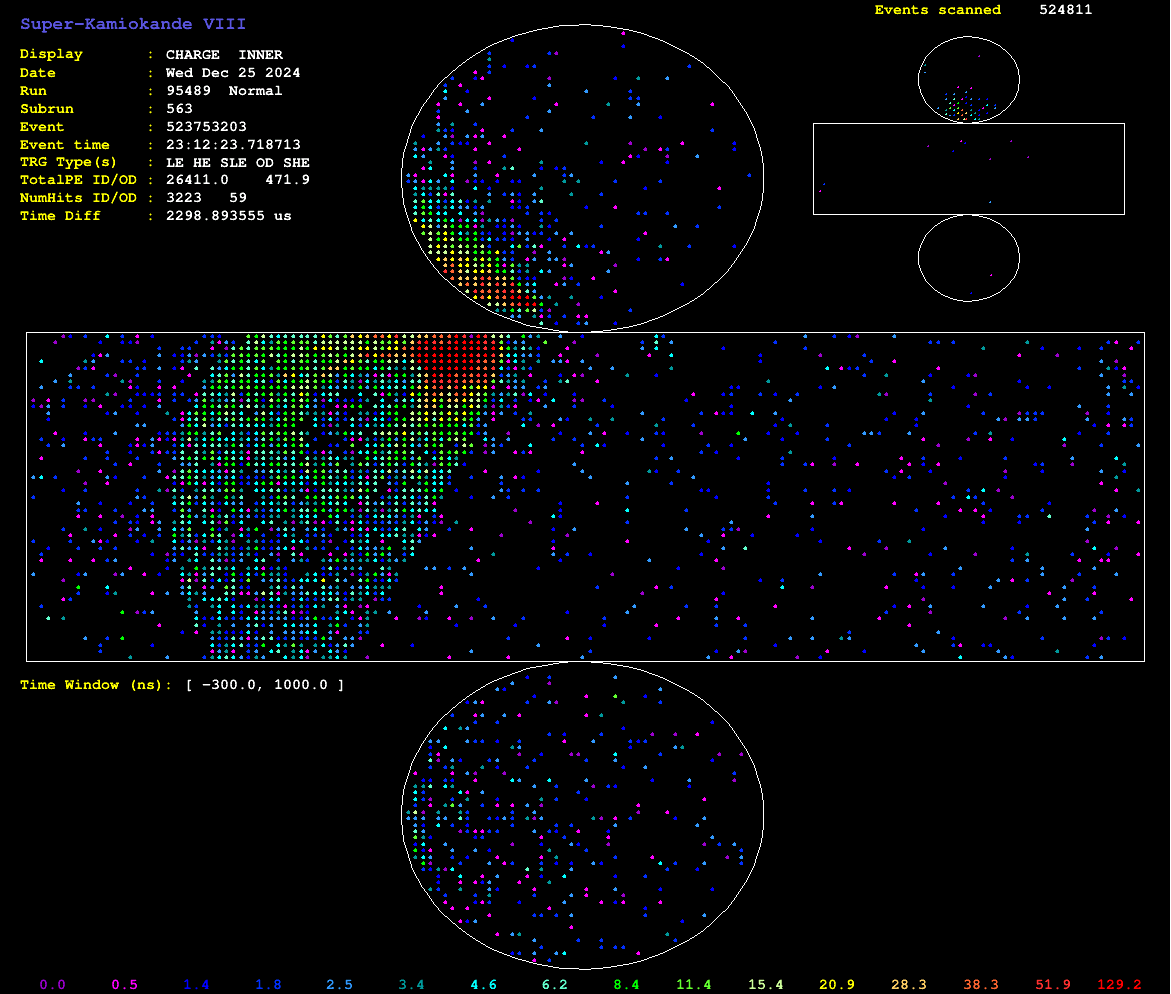 Super-Kamiokande VIII
Events scanned 524811
Display : CHARGE INNER
Date : Wed Dec 25 2024
Run : 95489 Normal
Subrun : 563
Event : 523753203
Event time : 23:12:23.718713
TRG Type(s) : LE HE SLE OD SHE
TotalPE ID/OD : 26411.0 471.9
NumHits ID/OD : 3223 59
Time Diff : 2298.893555 us
Time Window (ns): [ -300.0, 1000.0 ]
0.0 0.5 1.4 1.8 2.5 3.4 4.6 6.2 8.4 11.4 15.4 20.9 28.3 38.3 51.9 129.2